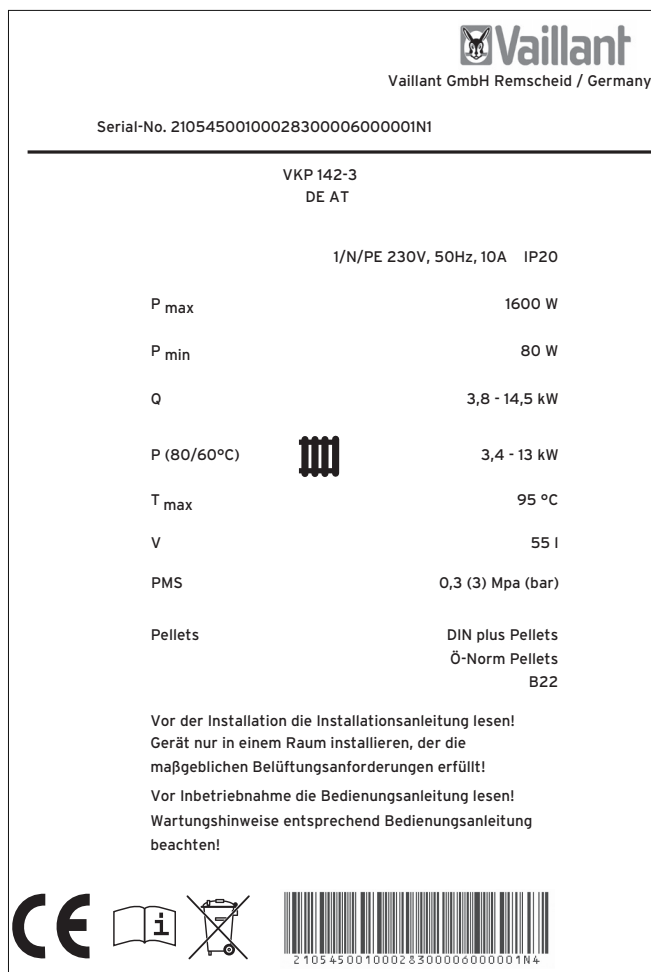 Vaillant
Vaillant GmbH Remscheid / Germany
Serial-No. 21054500100028300006000001N1
VKP 142-3
DE AT
1/N/PE 230V, 50Hz, 10A IP20
P max 1600 W
P min 80 W
Q 3,8 - 14,5 kW
P (80/60°C) 3,4 - 13 kW
T max 95 °C
V 55 l
PMS 0,3 (3) Mpa (bar)
Pellets DIN plus Pellets
Ö-Norm Pellets
B22
Vor der Installation die Installationsanleitung lesen!
Gerät nur in einem Raum installieren, der die
maßgeblichen Belüftungsanforderungen erfüllt!
Vor Inbetriebnahme die Bedienungsanleitung lesen!
Wartungshinweise entsprechend Bedienungsanleitung
beachten!
CE i
21054500100028300006000001N4